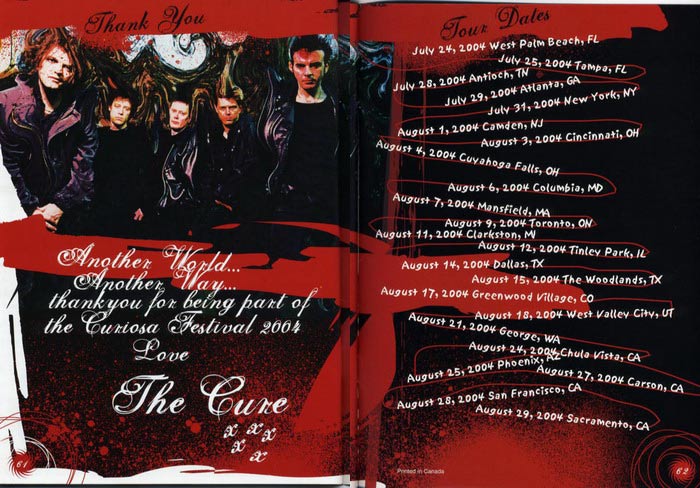 Thank You
Another World...
Another Way...
thankyou for being part of
the Curiosa Festival 2004
Love
The Cure
x x x
x x
x
61
Tour Dates
July 24, 2004 West Palm Beach, FL
July 25, 2004 Tampa, FL
July 28, 2004 Antioch, TN
July 29, 2004 Atlanta, GA
July 31, 2004 New York, NY
August 1, 2004 Camden, NJ
August 3, 2004 Cincinnati, OH
August 4, 2004 Cuyahoga Falls, OH
August 6, 2004 Columbia, MD
August 7, 2004 Mansfield, MA
August 9, 2004 Toronto, ON
August 11, 2004 Clarkston, MI
August 12, 2004 Tinley Park, IL
August 14, 2004 Dallas, TX
August 15, 2004 The Woodlands, TX
August 17, 2004 Greenwood Village, CO
August 18, 2004 West Valley City, UT
August 21, 2004 George, WA
August 24, 2004 Chula Vista, CA
August 25, 2004 Phoenix, AZ
August 27, 2004 Carson, CA
August 28, 2004 San Francisco, CA
August 29, 2004 Sacramento, CA
Printed in Canada
62